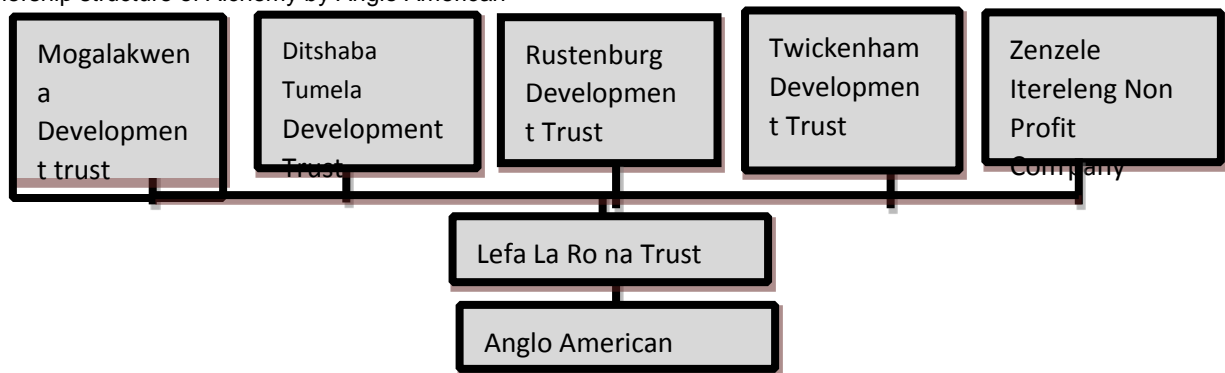 nership structure of Alchemy by Anglo American
Mogalakwen
a
Developmen
t trust
Ditshaba
Tumela
Development
Trust
Rustenburg
Developmen
t Trust
Twickenham
Developmen
t Trust
Zenzele
Itereleng Non
Profit
Company
Lefa La Ro na Trust
Anglo American